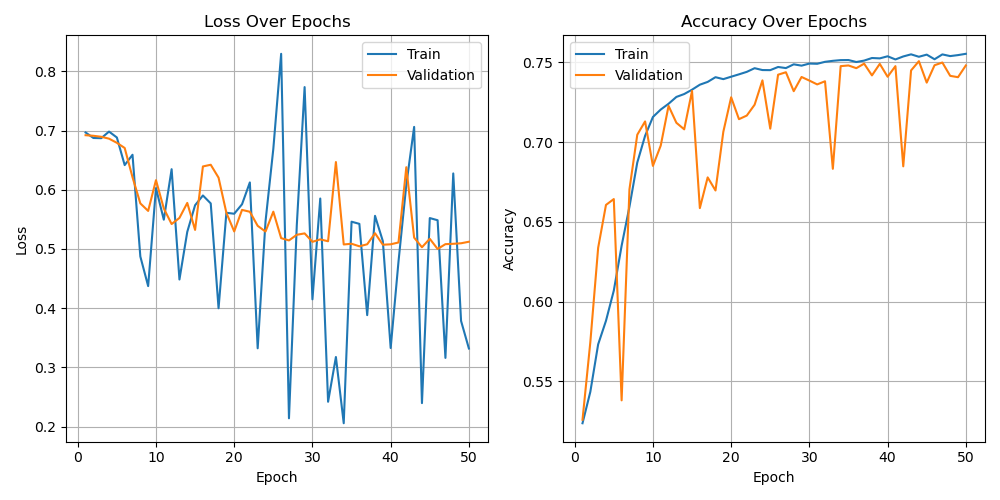 Loss Over Epochs
Train
Validation
0.8
0.7
0.6
0.5
0.4
0.3
0.2
Loss
0 10 20 30 40 50
Epoch
Accuracy Over Epochs
Train
Validation
0.75
0.70
0.65
0.60
0.55
Accuracy
0 10 20 30 40 50
Epoch